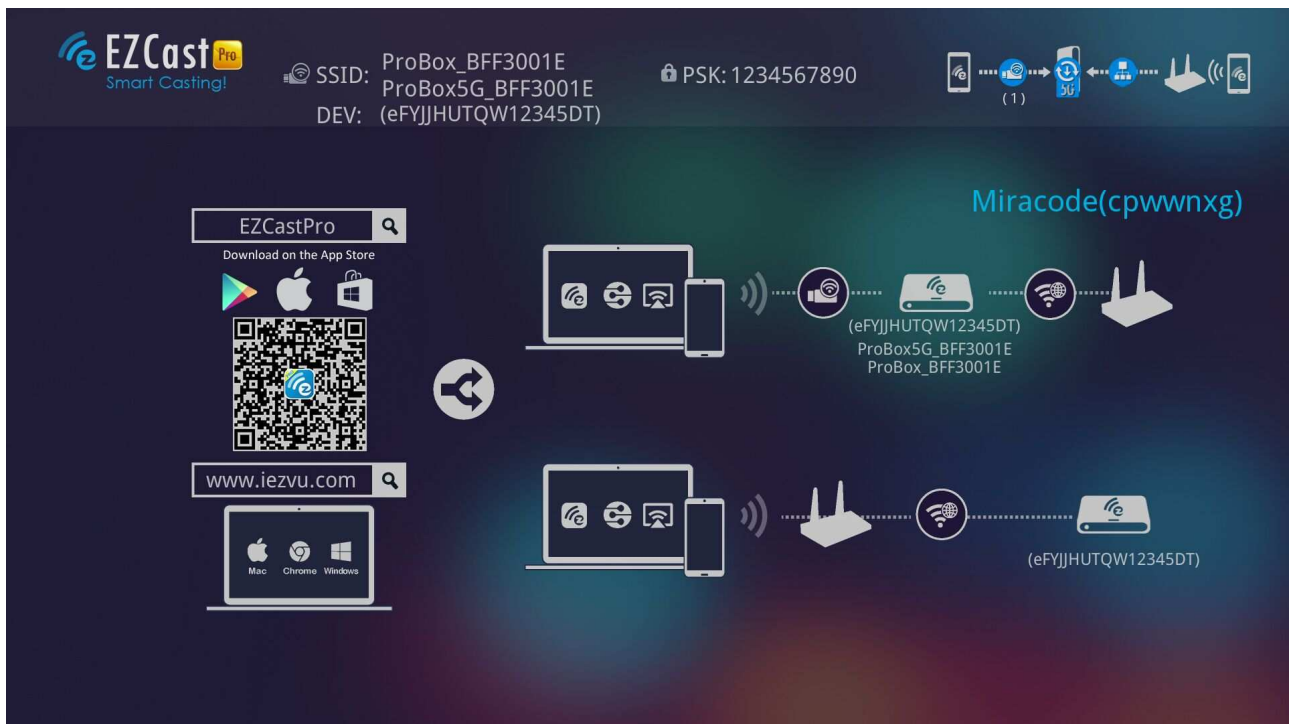 EZCast Pro
Smart Casting!
SSID: ProBox_BFF3001E
ProBox5G_BFF3001E
DEV: (eFYJJHUTQW12345DT)
PSK: 1234567890
(1)
5G
Miracode(cpwwnxg)
EZCastPro
Download on the App Store
www.iezvu.com
Mac Chrome Windows
(eFYJJHUTQW12345DT)
ProBox5G_BFF3001E
ProBox_BFF3001E
(eFYJJHUTQW12345DT)